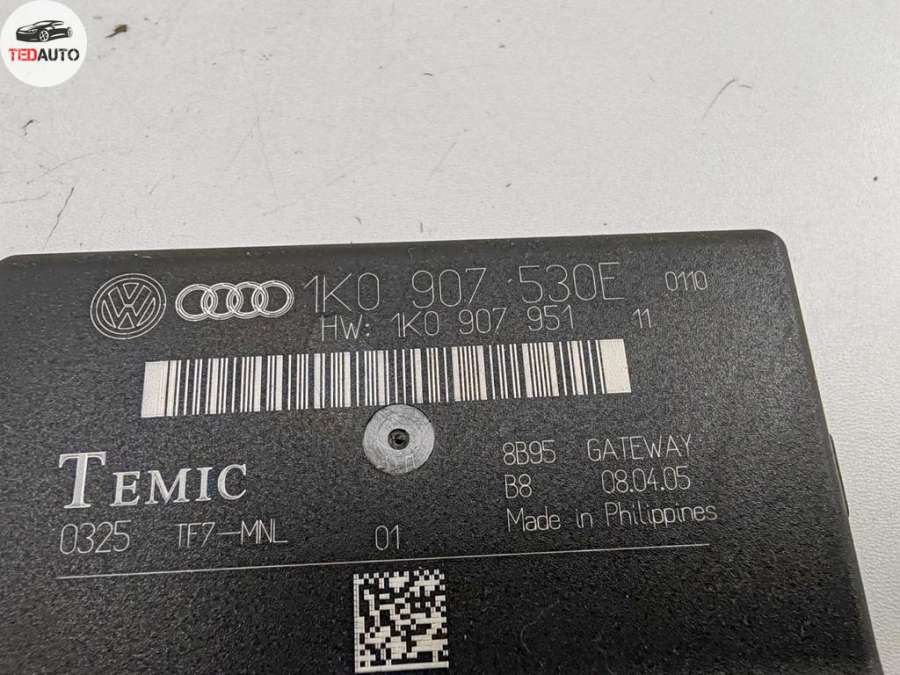 TEDAUTO
1K0 907 530E 0110
HW: 1K0 907 951 11
TEMIC
8B95 GATEWAY
B8 08.04.05
Made in Philippines
0325 TF7-MNL 01